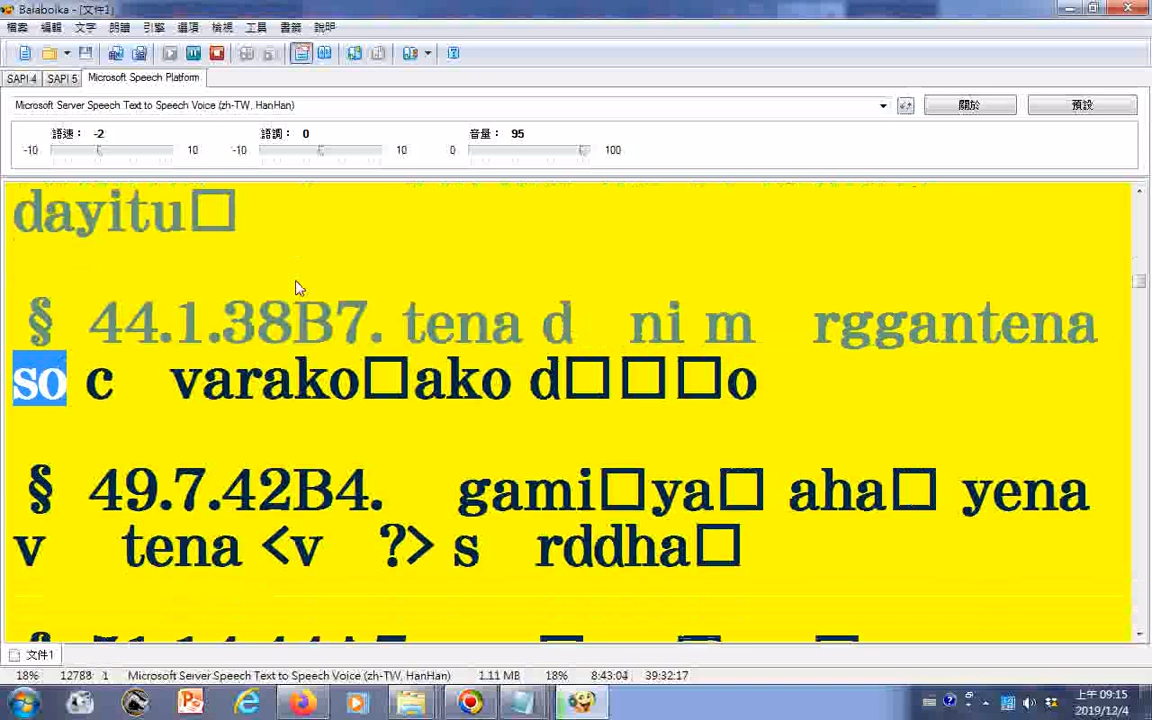 Balabolka - [文件1]
檔案 編輯 文字 朗讀 引擎 選項 檢視 工具 書籤 說明
SAPI 4 SAPI 5 Microsoft Speech Platform
Microsoft Server Speech Text to Speech Voice (zh-TW, HanHan) 關於 預設
語速： -2 語調： 0 音量： 95
-10 10 -10 10 0 100
dayitu□
§ 44.1.38B7. tena d ni m rggantena
so c varako□ako d□□□o
§ 49.7.42B4. gami□ya□ aha□ yena
v tena <v ?> s rddha□
文件1
18% 12788 1 Microsoft Server Speech Text to Speech Voice (zh-TW, HanHan) 1.11 MB 18% 8:43:04 39:32:17
上午 09:15
2019/12/4